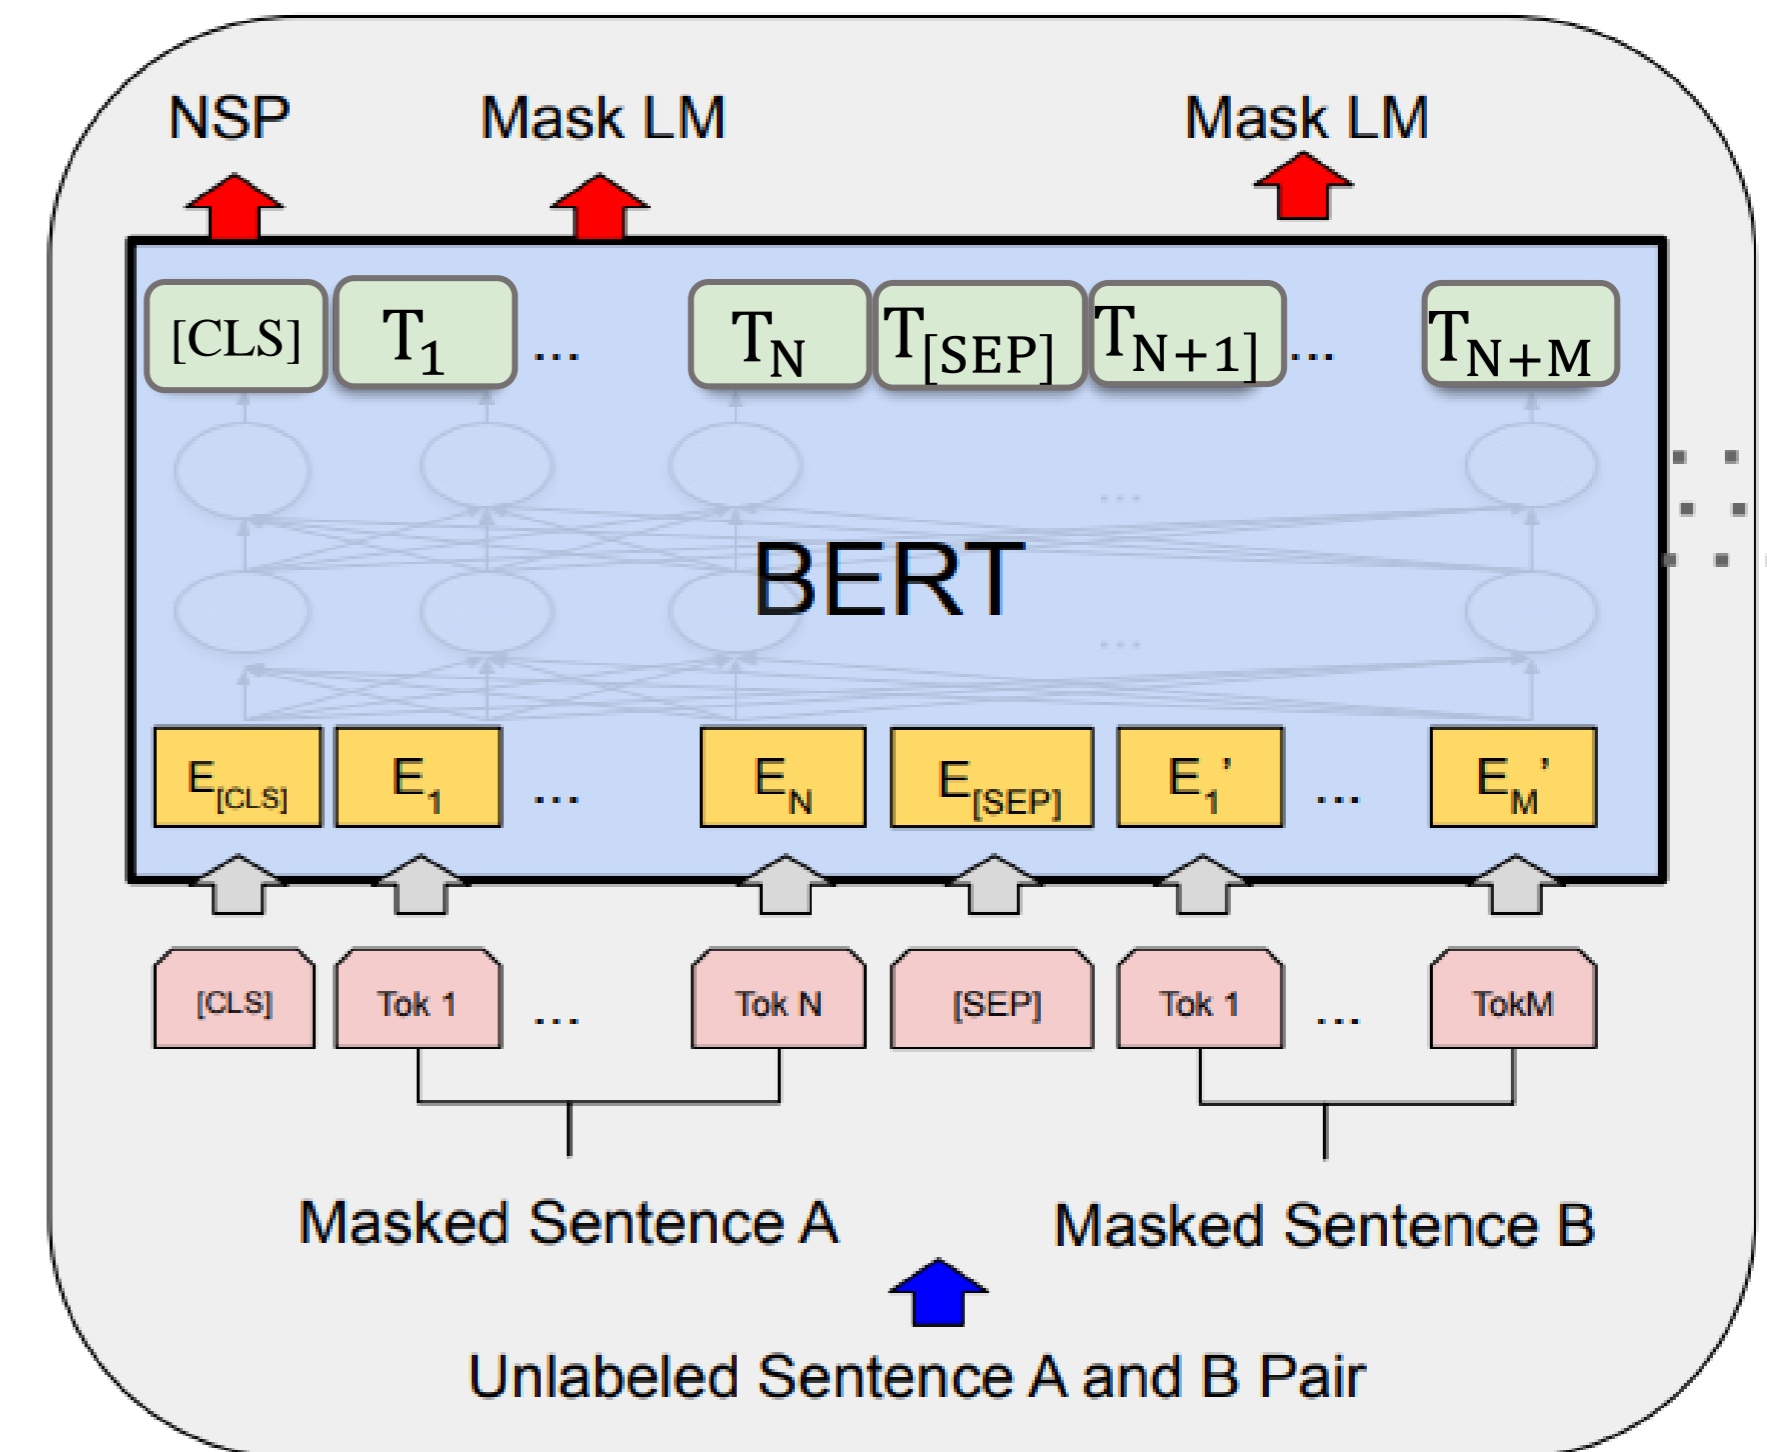 NSP Mask LM Mask LM
[CLS] T1 ... TN T[SEP] TN+1] ... TN+M
...
BERT
...
E[CLS] E1 ... EN E[SEP] E1’ ... EM’
[CLS] Tok 1 ... Tok N [SEP] Tok 1 ... TokM
Masked Sentence A Masked Sentence B
Unlabeled Sentence A and B Pair